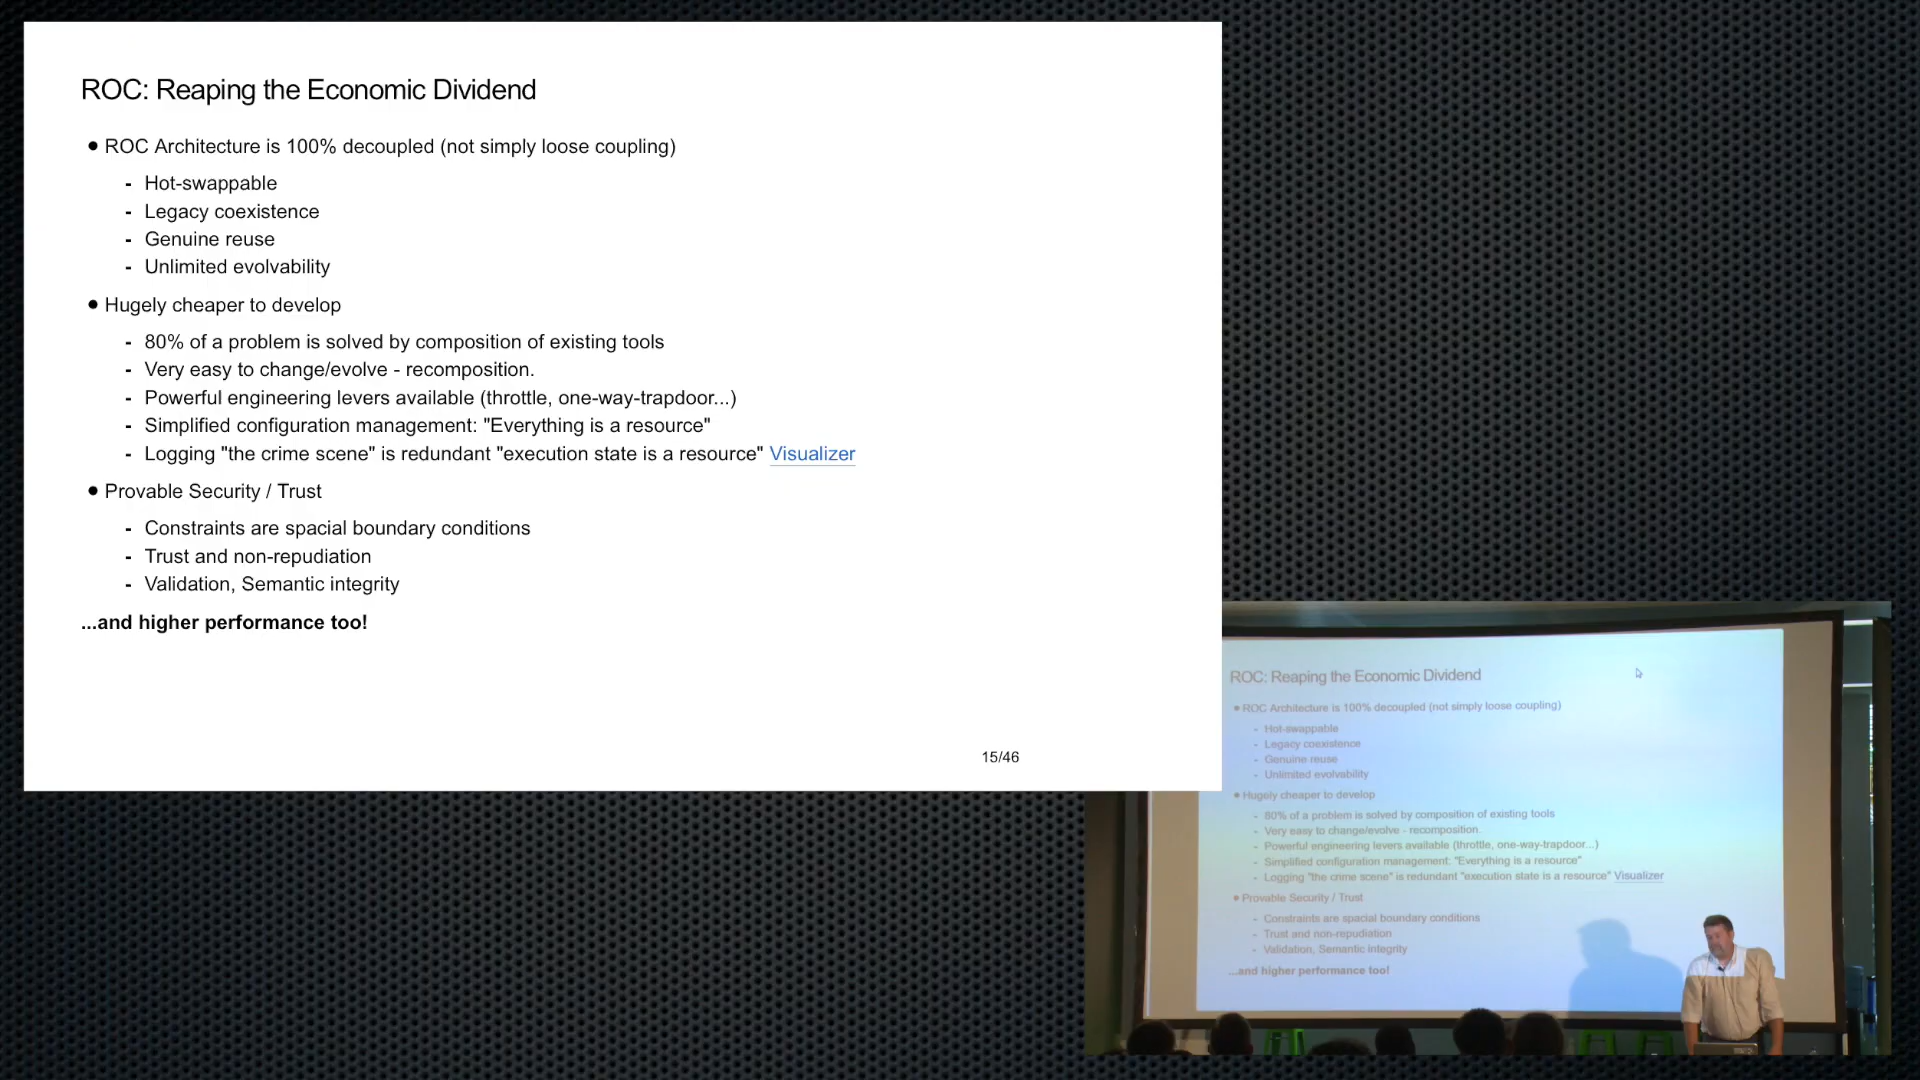 ROC: Reaping the Economic Dividend
● ROC Architecture is 100% decoupled (not simply loose coupling)
- Hot-swappable
- Legacy coexistence
- Genuine reuse
- Unlimited evolvability
● Hugely cheaper to develop
- 80% of a problem is solved by composition of existing tools
- Very easy to change/evolve - recomposition.
- Powerful engineering levers available (throttle, one-way-trapdoor...)
- Simplified configuration management: "Everything is a resource"
- Logging "the crime scene" is redundant "execution state is a resource" Visualizer
● Provable Security / Trust
- Constraints are spacial boundary conditions
- Trust and non-repudiation
- Validation, Semantic integrity
...and higher performance too!
15/46
ROC: Reaping the Economic Dividend
● ROC Architecture is 100% decoupled (not simply loose coupling)
- Hot-swappable
- Legacy coexistence
- Genuine reuse
- Unlimited evolvability
● Hugely cheaper to develop
- 80% of a problem is solved by composition of existing tools
- Very easy to change/evolve - recomposition.
- Powerful engineering levers available (throttle, one-way-trapdoor...)
- Simplified configuration management: "Everything is a resource"
- Logging "the crime scene" is redundant "execution state is a resource" Visualizer
● Provable Security / Trust
- Constraints are spacial boundary conditions
- Trust and non-repudiation
- Validation, Semantic integrity
...and higher performance too!